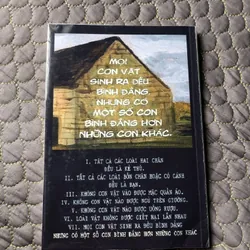 MỌI
CON VẬT
SINH RA ĐỀU
BÌNH ĐẲNG
NHƯNG CÓ
MỘT SỐ CON
BÌNH ĐẲNG HƠN
NHỮNG CON KHÁC.
I. TẤT CẢ CÁC LOÀI HAI CHÂN
ĐỀU LÀ KẺ THÙ.
II. TẤT CẢ CÁC LOÀI BỐN CHÂN HOẶC CÓ CÁNH
ĐỀU LÀ BẠN.
III. KHÔNG CON VẬT NÀO ĐƯỢC MẶC QUẦN ÁO.
IV. KHÔNG CON VẬT NÀO ĐƯỢC NGỦ TRÊN GIƯỜNG.
V. KHÔNG CON VẬT NÀO ĐƯỢC UỐNG RƯỢU.
VI. LOÀI VẬT KHÔNG ĐƯỢC GIẾT HẠI LẪN NHAU
VII. MỌI CON VẬT SINH RA ĐỀU BÌNH ĐẲNG
NHƯNG CÓ MỘT SỐ CON BÌNH ĐẲNG HƠN NHỮNG CON KHÁC